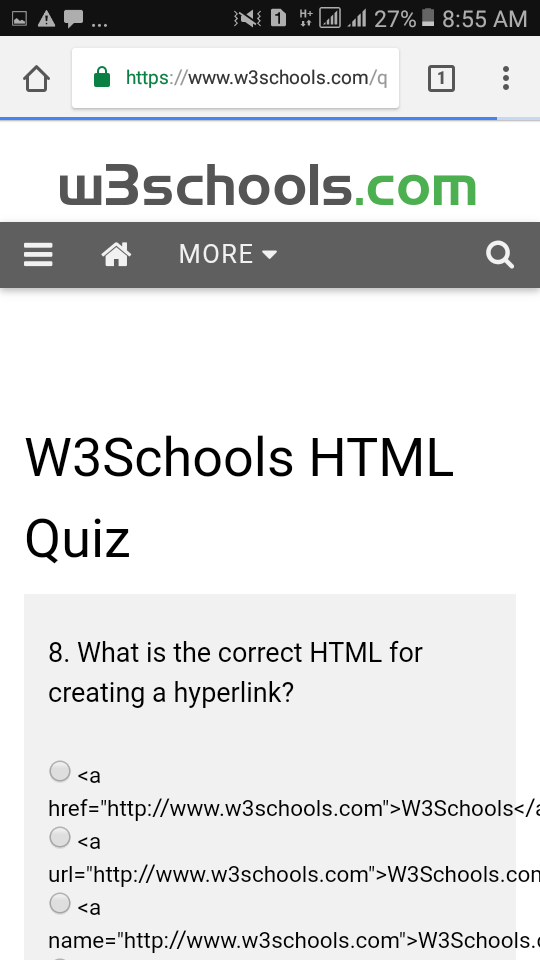 ... 1 H+ 27% 8:55 AM
https://www.w3schools.com/q 1
w3schools.com
MORE
W3Schools HTML
Quiz
8. What is the correct HTML for
creating a hyperlink?
<a
href="http://www.w3schools.com">W3Schools</a
<a
url="http://www.w3schools.com">W3Schools.com
<a
name="http://www.w3schools.com">W3Schools.c